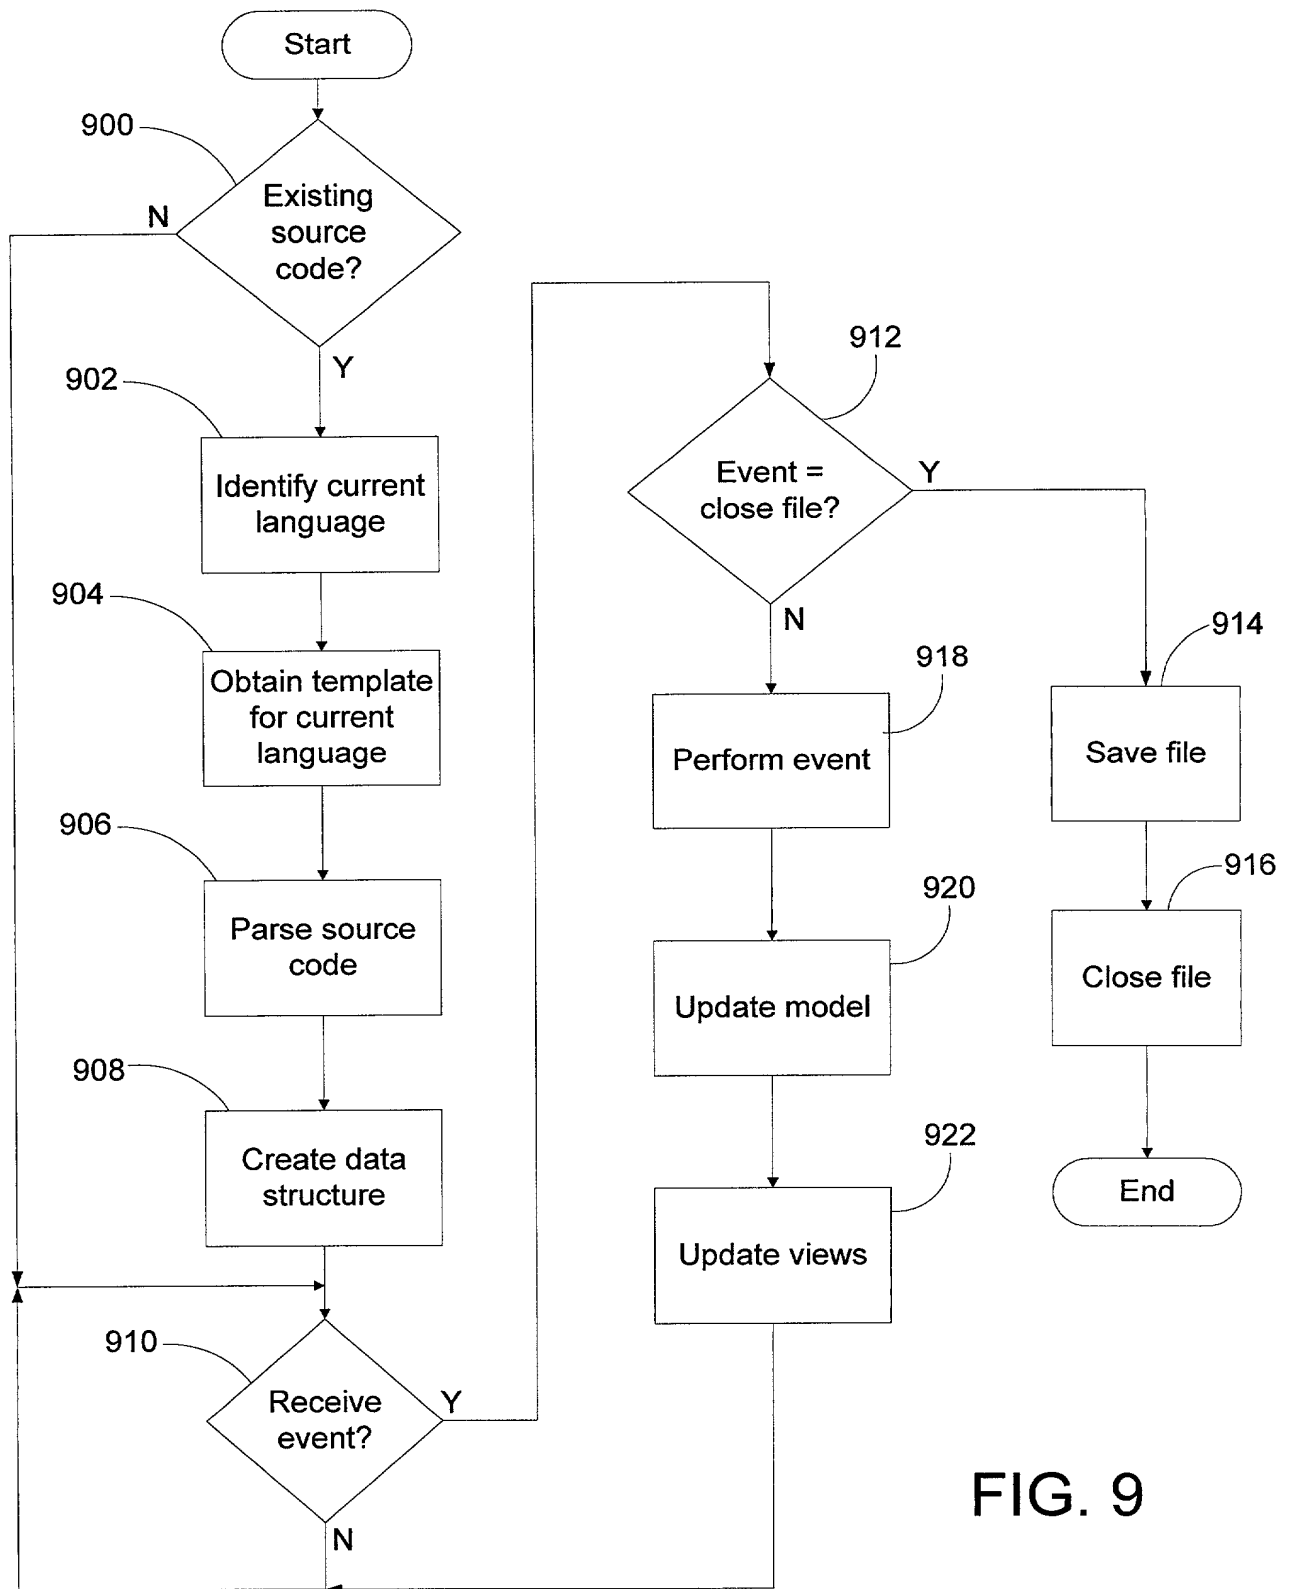 Start
900
Existing
source
code?
N
Y
902
Identify current
language
904
Obtain template
for current
language
906
Parse source
code
908
Create data
structure
910
Receive
event?
Y
N
912
Event =
close file?
Y
N
918
Perform event
920
Update model
922
Update views
914
Save file
916
Close file
End
FIG. 9